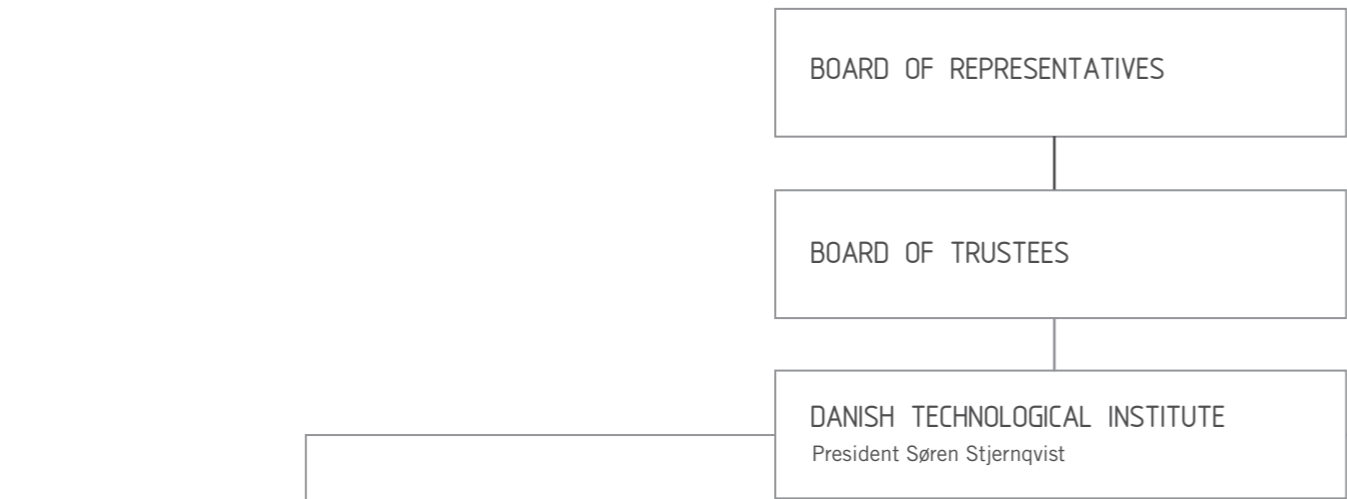 BOARD OF REPRESENTATIVES
BOARD OF TRUSTEES
DANISH TECHNOLOGICAL INSTITUTE
President Søren Stjernqvist